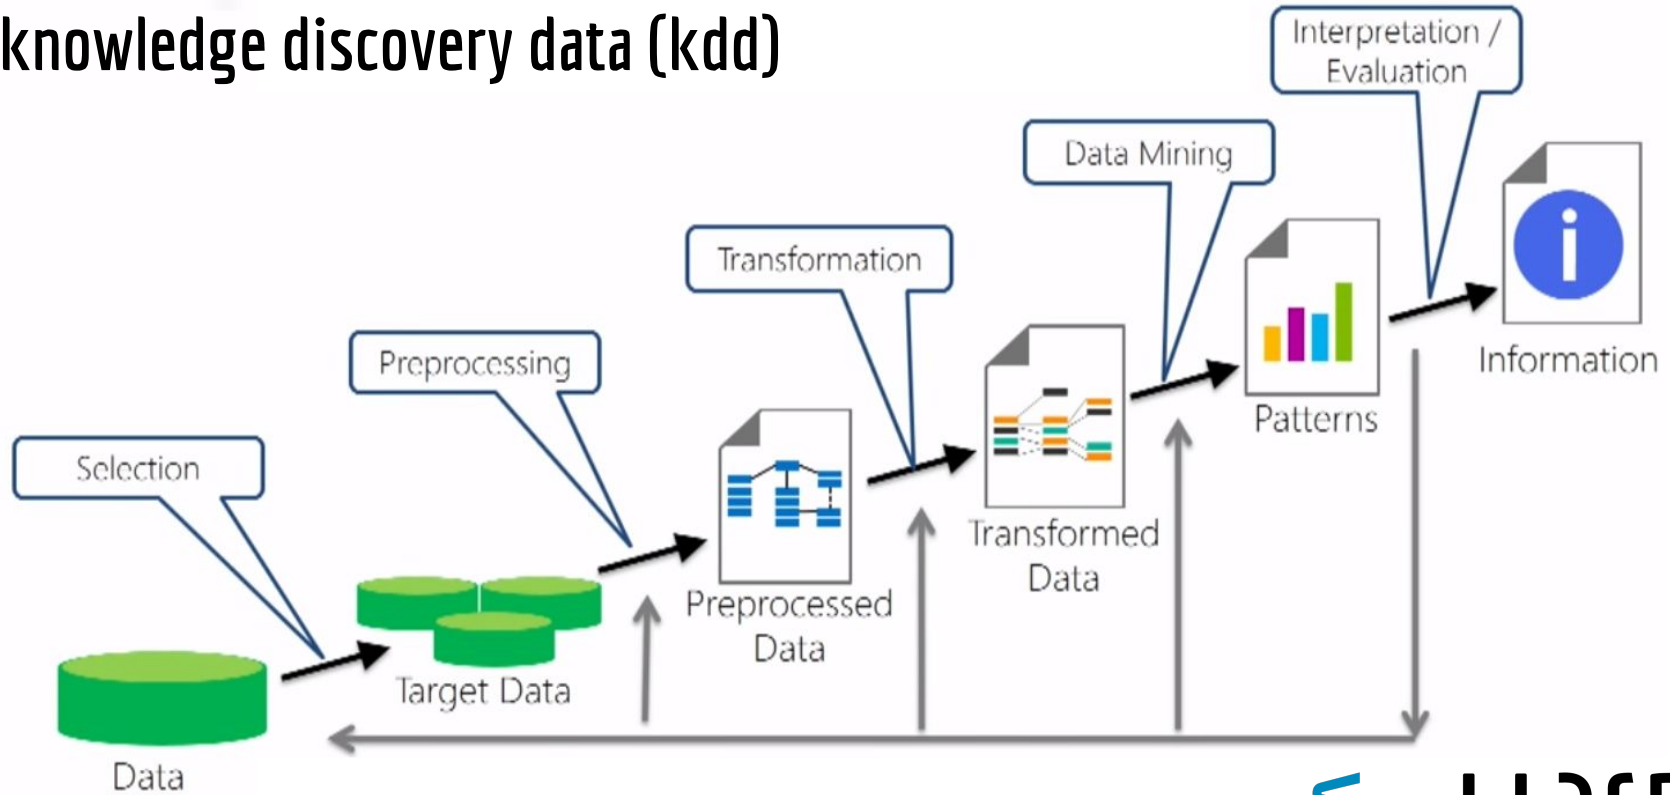 knowledge discovery data (kdd)
Interpretation /
Evaluation
Data Mining
Transformation
Preprocessing
Selection
Information
Patterns
Transformed
Data
Preprocessed
Data
Target Data
Data